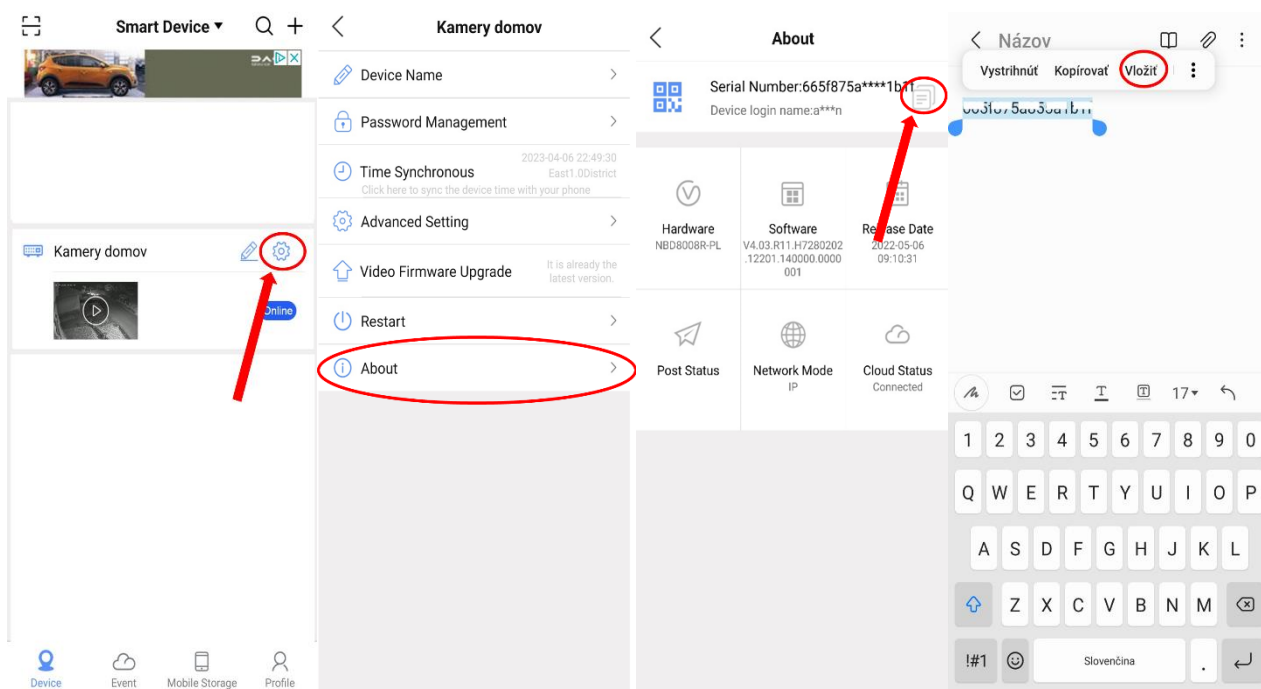 Smart Device ▾
Kamery domov
Online
Device
Event
Mobile Storage
Profile
Kamery domov
Device Name
Password Management
2023-04-06 22:49:30
Time Synchronous
East1.0District
Click here to sync the device time with your phone
Advanced Setting
Video Firmware Upgrade
It is already the
latest version.
Restart
About
About
Serial Number:665f875a****1b1f
Device login name:a***n
Hardware
NBD8008R-PL
Software
V4.03.R11.H7280202
.12201.140000.0000
001
Release Date
2022-05-06
09:10:31
Post Status
Network Mode
IP
Cloud Status
Connected
Názov
Vystrihnúť Kopírovať Vložiť
17▾
1 2 3 4 5 6 7 8 9 0
Q W E R T Y U I O P
A S D F G H J K L
Z X C V B N M
!#1 Slovenčina .